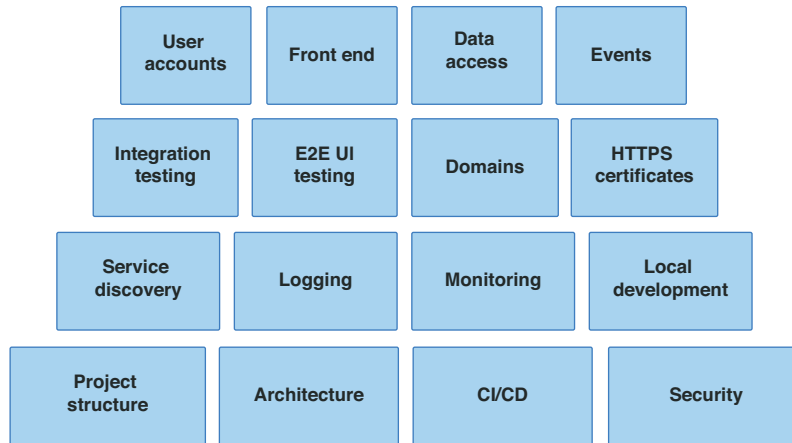 User
accounts
Front end
Data
access
Events
Integration
testing
E2E UI
testing
Domains
HTTPS
certificates
Service
discovery
Logging
Monitoring
Local
development
Project
structure
Architecture
CI/CD
Security